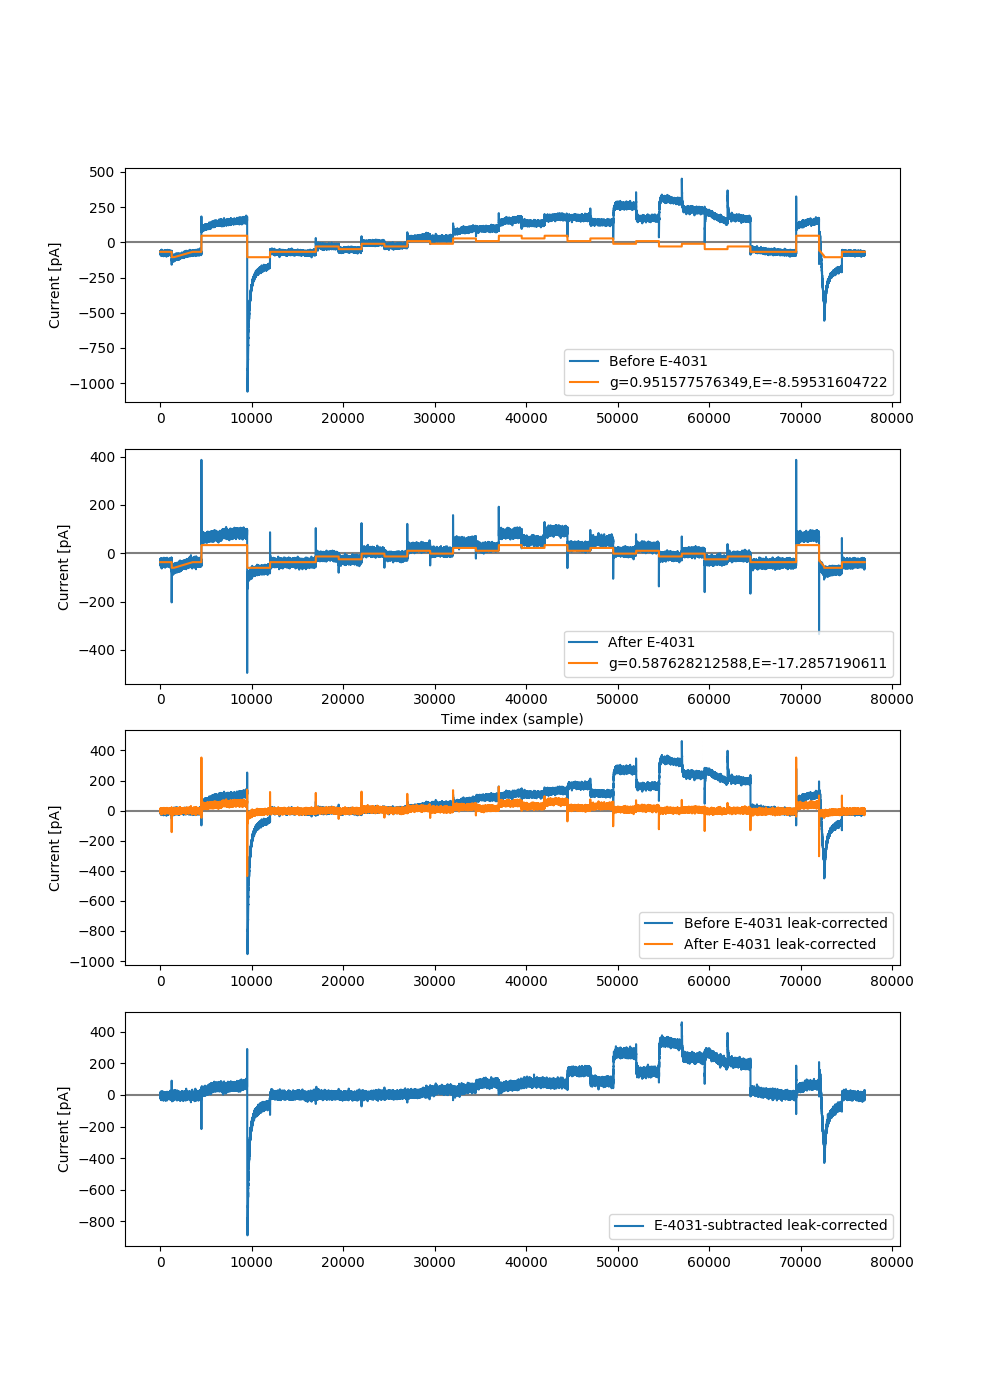 500
250
0
−250
−500
−750
−1000
Current [pA]
Before E-4031
g=0.951577576349,E=-8.59531604722
0 10000 20000 30000 40000 50000 60000 70000 80000
400
200
0
−200
−400
Current [pA]
After E-4031
g=0.587628212588,E=-17.2857190611
0 10000 20000 30000 40000 50000 60000 70000 80000
Time index (sample)
400
200
0
−200
−400
−600
−800
−1000
Current [pA]
Before E-4031 leak-corrected
After E-4031 leak-corrected
0 10000 20000 30000 40000 50000 60000 70000 80000
400
200
0
−200
−400
−600
−800
Current [pA]
E-4031-subtracted leak-corrected
0 10000 20000 30000 40000 50000 60000 70000 80000